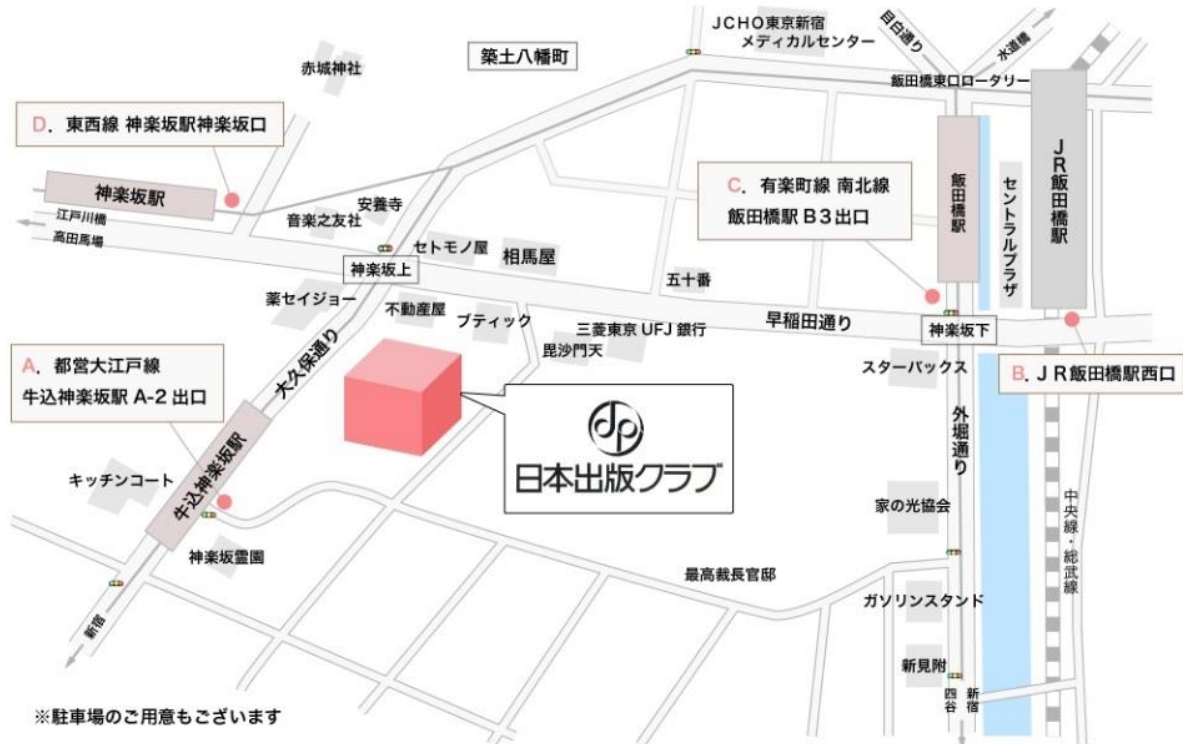 JCHO東京新宿
メディカルセンター
目白通り
水道橋
築土八幡町
赤城神社
飯田橋東口ロータリー
D. 東西線 神楽坂駅神楽坂口
JR飯田橋駅
飯田橋駅
セントラルプラザ
C. 有楽町線 南北線
飯田橋駅B3出口
神楽坂駅
江戸川橋
高田馬場
安養寺
音楽之友社
セトモノ屋
相馬屋
神楽坂上
五十番
薬セイジョー
不動産屋
ブティック
早稲田通り
神楽坂下
三菱東京UFJ銀行
毘沙門天
スターバックス
B. JR飯田橋駅西口
A. 都営大江戸線
牛込神楽坂駅 A-2 出口
大久保通り
dp
日本出版クラブ
外堀通り
牛込神楽坂駅
キッチンコート
家の光協会
中央線・総武線
神楽坂霊園
最高裁長官邸
ガソリンスタンド
新宿
新見附
四谷
新宿
※駐車場のご用意もございます